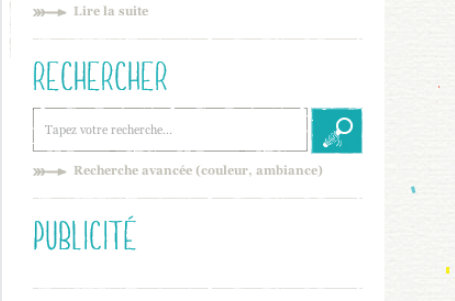 Lire la suite
RECHERCHER
Tapez votre recherche...
Recherche avancée (couleur, ambiance)
PUBLICITÉ